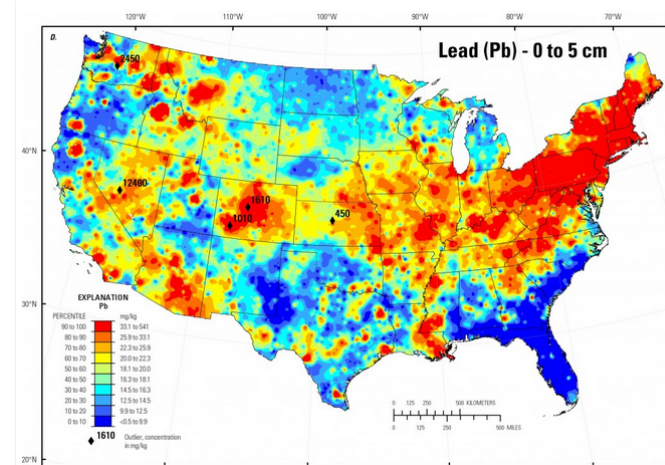 120°W 110°W 100°W 90°W 80°W 70°W
D.
Lead (Pb) - 0 to 5 cm
2450
40°N
12400
1610
1010
450
30°N
EXPLANATION
Pb
PERCENTILE mg/kg
90 to 100 33.1 to 541
80 to 90 25.9 to 33.1
70 to 80 22.3 to 25.9
60 to 70 20.0 to 22.3
50 to 60 18.1 to 20.0
40 to 50 16.3 to 18.1
30 to 40 14.5 to 16.3
20 to 30 12.5 to 14.5
10 to 20 9.9 to 12.5
0 to 10 <0.5 to 9.9
1610 Outlier, concentration
in mg/kg
0 125 250 500 KILOMETERS
0 125 250 500 MILES
20°N